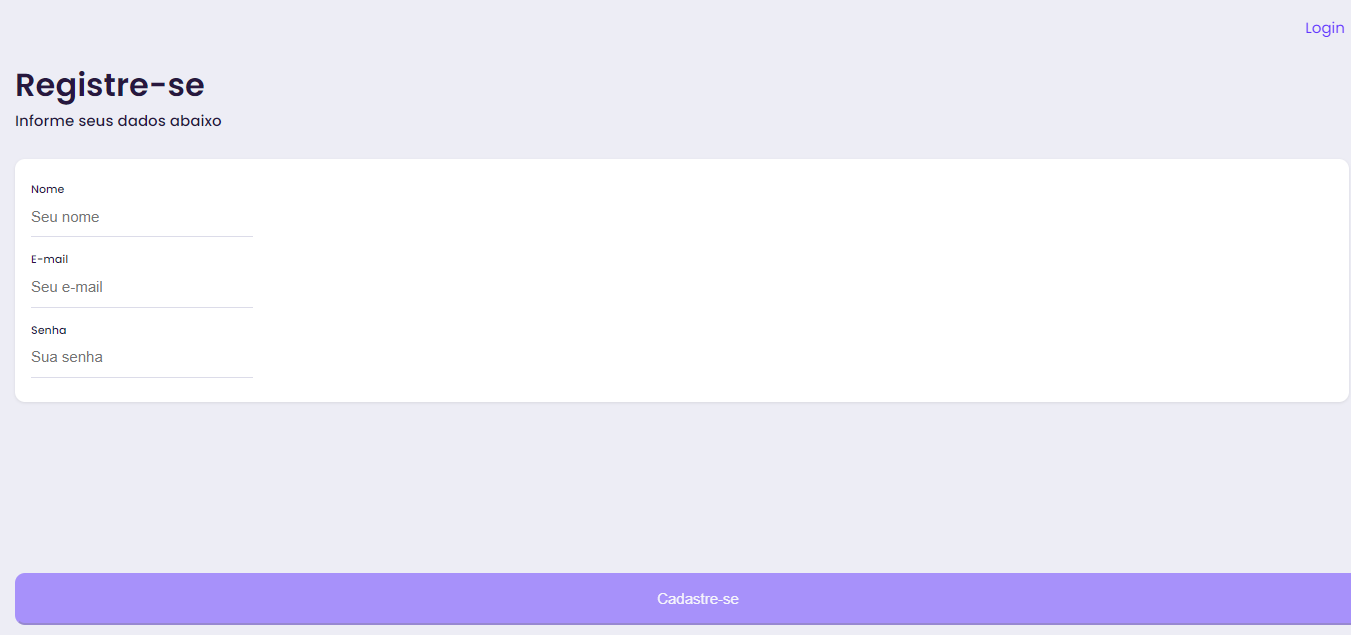 Login
Registre-se
Informe seus dados abaixo
Nome
Seu nome
E-mail
Seu e-mail
Senha
Sua senha
Cadastre-se